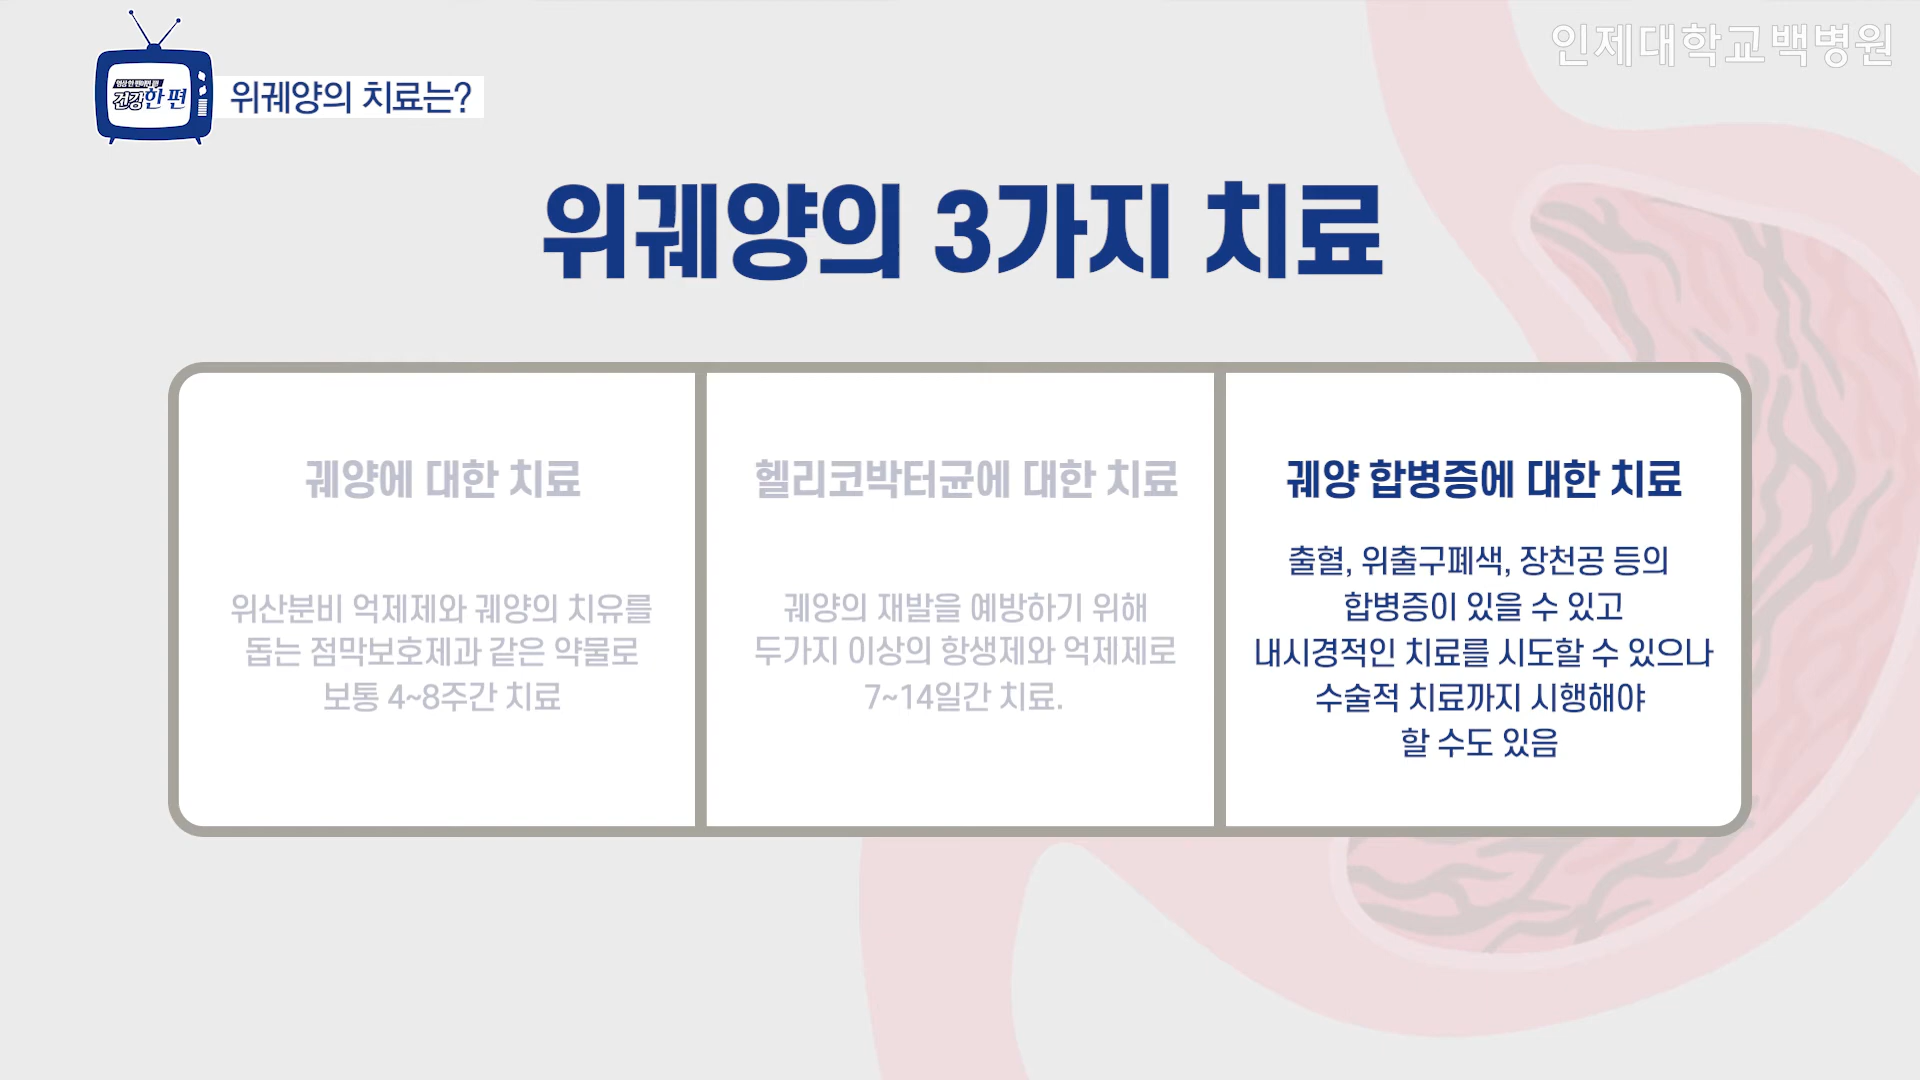 인제대학교백병원
건강한 편
위궤양의 치료는?
위궤양의 3가지 치료
궤양에 대한 치료
위산분비 억제제와 궤양의 치유를
돕는 점막보호제과 같은 약물로
보통 4~8주간 치료
헬리코박터균에 대한 치료
궤양의 재발을 예방하기 위해
두가지 이상의 항생제와 억제제로
7~14일간 치료.
궤양 합병증에 대한 치료
출혈, 위출구폐색, 장천공 등의
합병증이 있을 수 있고
내시경적인 치료를 시도할 수 있으나
수술적 치료까지 시행해야
할 수도 있음